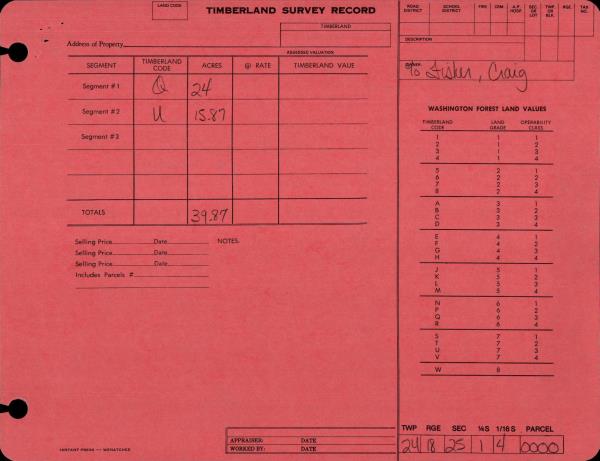 LAND CODE
TIMBERLAND SURVEY RECORD
TIMBERLAND
Address of Property
ASSESSED VALUATION
SEGMENT TIMBERLAND CODE ACRES @ RATE TIMBERLAND VAUE
Segment #1 Q 24
Segment #2 U 15.87
Segment #3
TOTALS 39.87
Selling Price Date NOTES:
Selling Price Date
Selling Price Date
Includes Parcels #
INSTANT PRESS — WENATCHEE
APPRAISER: DATE
WORKED BY: DATE
ROAD DISTRICT SCHOOL DISTRICT FIRE CEM. A.P. HOSP. SEC. OR LOT TWP. OR BLK. RGE. TAX NO.
DESCRIPTION
% Fisher, Craig
WASHINGTON FOREST LAND VALUES
TIMBERLAND CODE LAND GRADE OPERABILITY CLASS
1 1 1
2 1 2
3 1 3
4 1 4
5 2 1
6 2 2
7 2 3
8 2 4
A 3 1
B 3 2
C 3 3
D 3 4
E 4 1
F 4 2
G 4 3
H 4 4
J 5 1
K 5 2
L 5 3
M 5 4
N 6 1
P 6 2
Q 6 3
R 6 4
S 7 1
T 7 2
U 7 3
V 7 4
W 8
TWP RGE SEC ¼S 1/16S PARCEL
24 18 25 1 4 0000